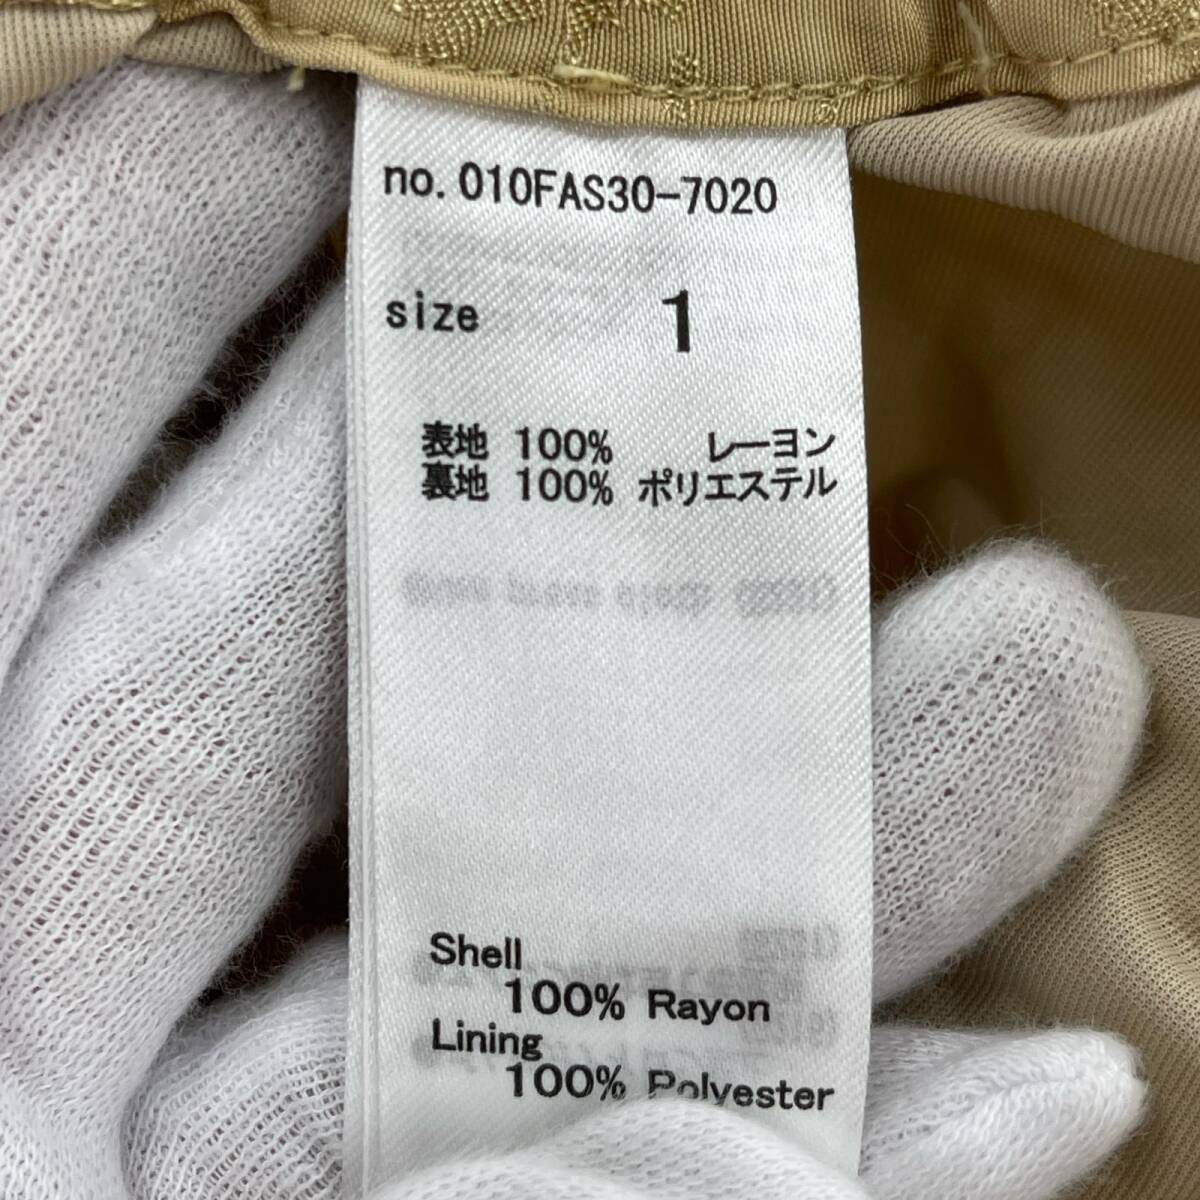 no. 010FAS30-7020
size 1
表地 100% レーヨン
裏地 100% ポリエステル
Shell
100% Rayon
Lining
100% Polyester